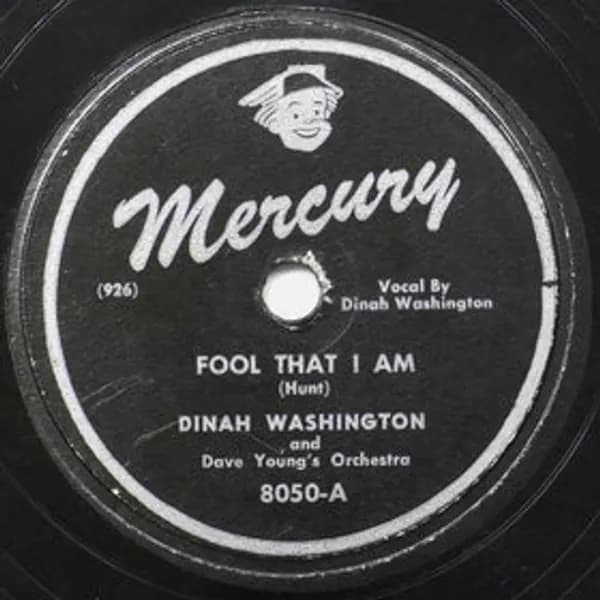 Mercury
(926)
Vocal By
Dinah Washington
FOOL THAT I AM
(Hunt)
DINAH WASHINGTON
and
Dave Young's Orchestra
8050-A